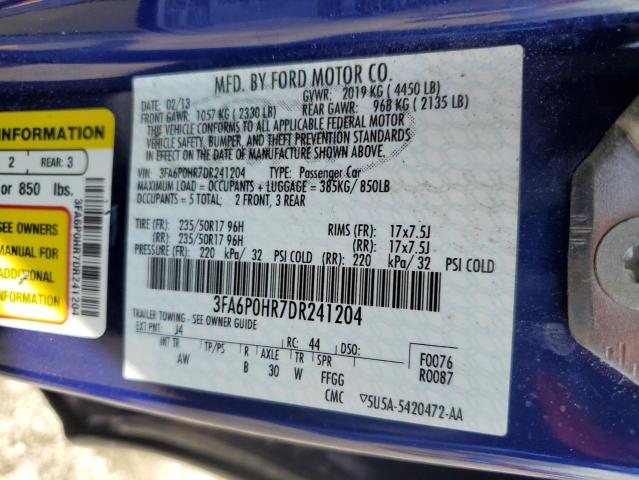 MFD. BY FORD MOTOR CO.
DATE: 02/13 GVWR: 2019 KG ( 4450 LB)
FRONT GAWR: 1057 KG ( 2330 LB) REAR GAWR: 968 KG ( 2135 LB)
THIS VEHICLE CONFORMS TO ALL APPLICABLE FEDERAL MOTOR
VEHICLE SAFETY, BUMPER, AND THEFT PREVENTION STANDARDS
IN EFFECT ON THE DATE OF MANUFACTURE SHOWN ABOVE.
VIN: 3FA6P0HR7DR241204 TYPE: Passenger Car
MAXIMUM LOAD = OCCUPANTS + LUGGAGE = 385KG/ 850LB
OCCUPANTS = 5 TOTAL; 2 FRONT, 3 REAR
TIRE (FR): 235/50R17 96H RIMS (FR): 17x7.5J
(RR): 235/50R17 96H (RR): 17x7.5J
PRESSURE (FR): 220 kPa/ 32 PSI COLD (RR): 220 kPa/ 32 PSI COLD
3FA6P0HR7DR241204
TRAILER TOWING - SEE OWNER GUIDE
EXT PNT: J4 RC: 44 DSO: F0076
INT TR TP/PS R AXLE TR SPR R0087
AW B 30 W FFGG
CMC 5U5A-5420472-AA
INFORMATION
2 REAR: 3
or 850 lbs.
SEE OWNERS
MANUAL FOR
ADDITIONAL
INFORMATION
3FA6P0HR7DR241204